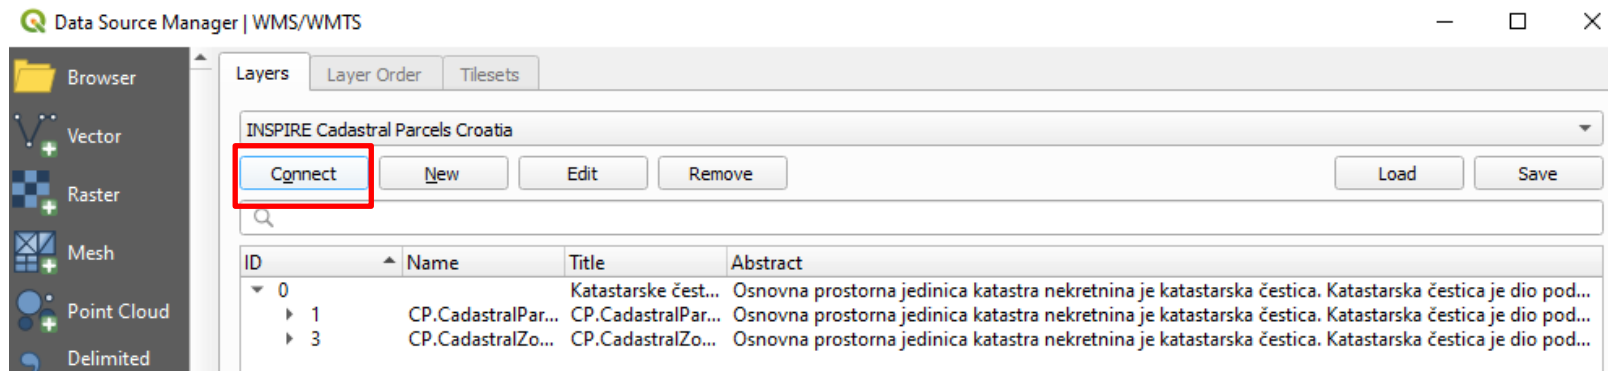 Data Source Manager | WMS/WMTS
Browser
Vector
Raster
Mesh
Point Cloud
Delimited
Layers Layer Order Tilesets
INSPIRE Cadastral Parcels Croatia
Connect New Edit Remove Load Save
ID Name Title Abstract
0 Katastarske čest... Osnovna prostorna jedinica katastra nekretnina je katastarska čestica. Katastarska čestica je dio pod...
1 CP.CadastralPar... CP.CadastralPar... Osnovna prostorna jedinica katastra nekretnina je katastarska čestica. Katastarska čestica je dio pod...
3 CP.CadastralZo... CP.CadastralZo... Osnovna prostorna jedinica katastra nekretnina je katastarska čestica. Katastarska čestica je dio pod...